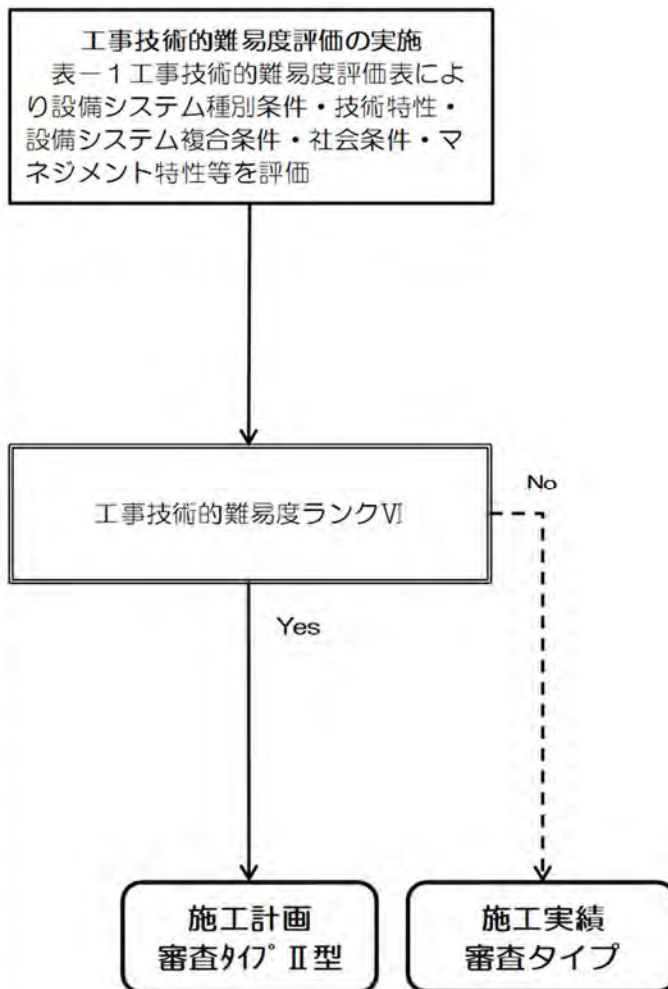 工事技術的難易度評価の実施
表－１工事技術的難易度評価表によ
り設備システム種別条件・技術特性・
設備システム複合条件・社会条件・マ
ネジメント特性等を評価
工事技術的難易度ランクⅥ
No
Yes
施工計画
審査ﾀｲﾌﾟⅡ型
施工実績
審査タイプ